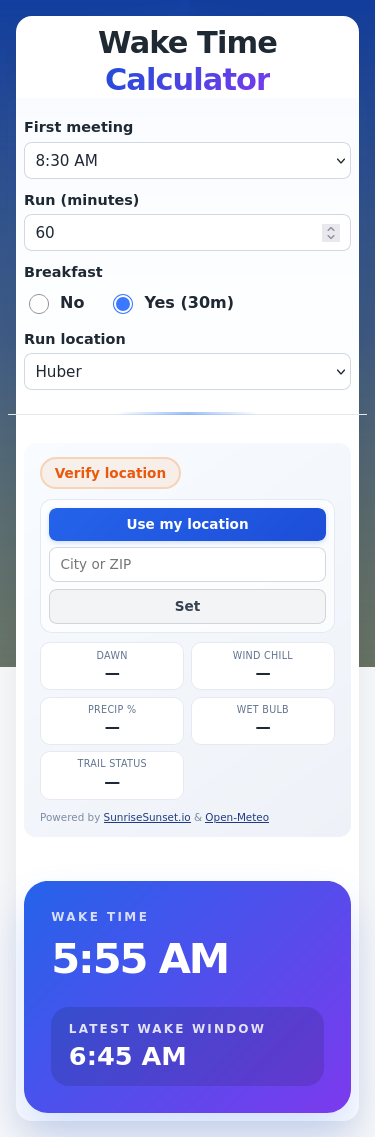 Wake Time
Calculator
First meeting
8:30 AM
Run (minutes)
60
Breakfast
No
Yes (30m)
Run location
Huber
Verify location
Use my location
City or ZIP
Set
DAWN
—
WIND CHILL
—
PRECIP %
—
WET BULB
—
TRAIL STATUS
—
Powered by SunriseSunset.io & Open-Meteo
WAKE TIME
5:55 AM
LATEST WAKE WINDOW
6:45 AM